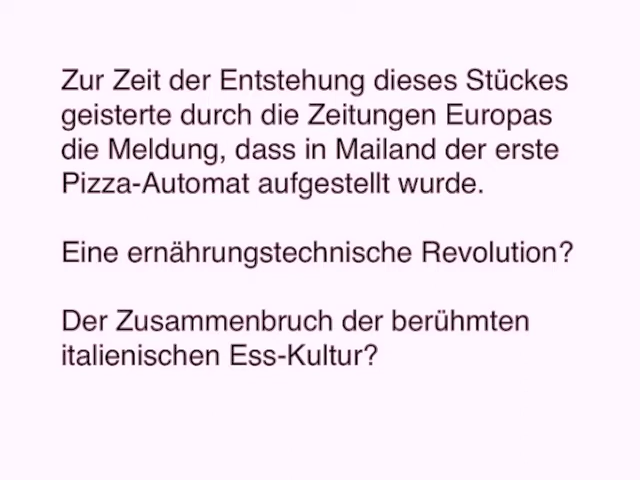 Zur Zeit der Entstehung dieses Stückes
geisterte durch die Zeitungen Europas
die Meldung, dass in Mailand der erste
Pizza-Automat aufgestellt wurde.
Eine ernährungstechnische Revolution?
Der Zusammenbruch der berühmten
italienischen Ess-Kultur?